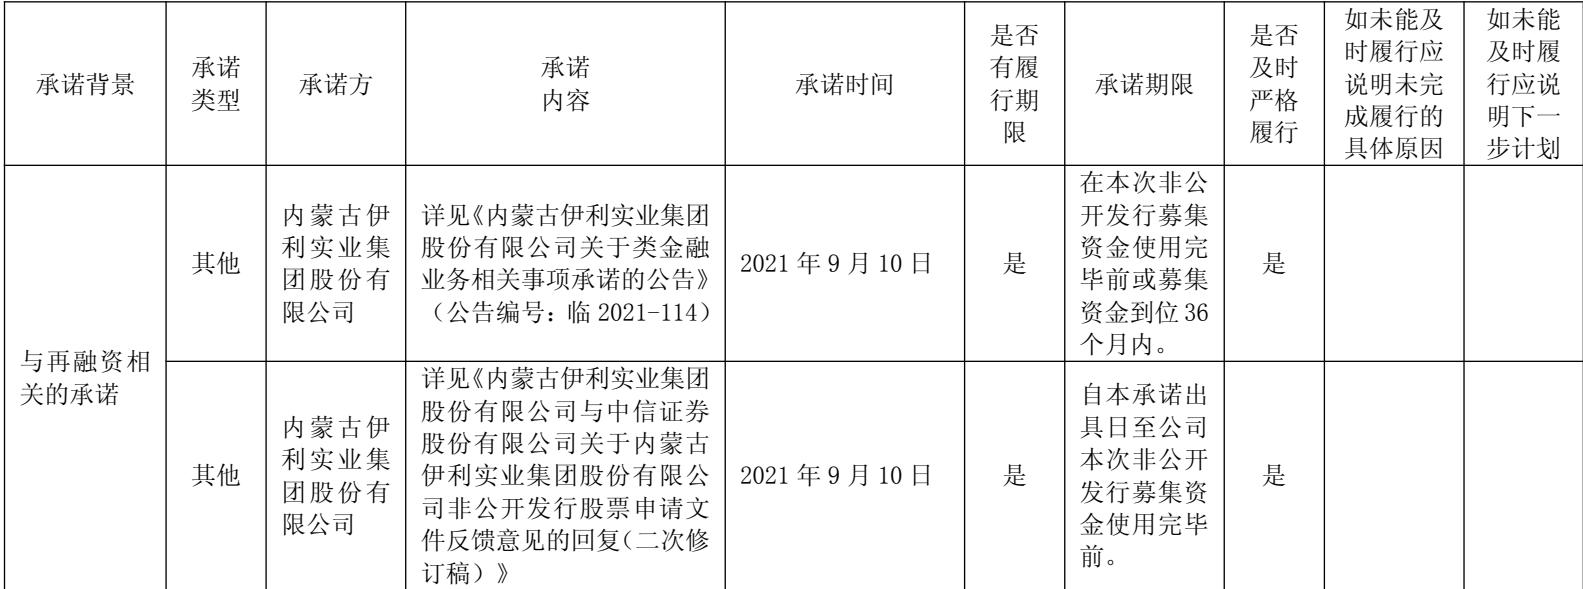 承诺背景
承诺
类型
承诺方
承诺
内容
承诺时间
是否
有履
行期
限
承诺期限
是否
及时
严格
履行
如未能及
时履行应
说明未完
成履行的
具体原因
如未能
及时履
行应说
明下一
步计划
与再融资相
关的承诺
其他
内蒙古伊
利实业集
团股份有
限公司
详见《内蒙古伊利实业集团
股份有限公司关于类金融
业务相关事项承诺的公告》
（公告编号：临 2021-114）
2021 年 9 月 10 日
是
在本次非公
开发行募集
资金使用完
毕前或募集
资金到位 36
个月内。
是
其他
内蒙古伊
利实业集
团股份有
限公司
详见《内蒙古伊利实业集团
股份有限公司与中信证券
股份有限公司关于内蒙古
伊利实业集团股份有限公
司非公开发行股票申请文
件反馈意见的回复（二次修
订稿）》
2021 年 9 月 10 日
是
自本承诺出
具日至公司
本次非公开
发行募集资
金使用完毕
前。
是